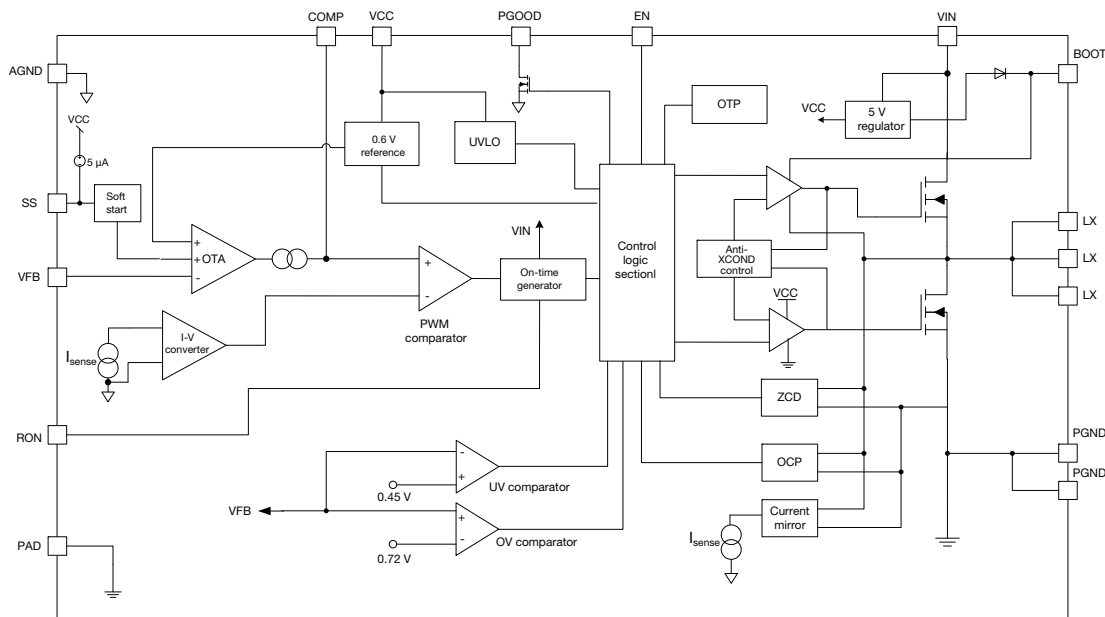 COMP
VCC
PGOOD
EN
VIN
BOOT
AGND
VCC
5 µA
0.6 V
reference
UVLO
OTP
VCC
5 V
regulator
SS
Soft
start
+
+
-
OTA
VFB
VIN
+
-
PWM
comparator
On-time
generator
Control
logic
sectionl
Anti-
XCOND
control
LX
LX
LX
VCC
Isense
I-V
converter
ZCD
RON
OCP
PGND
PGND
-
+
0.45 V
UV comparator
VFB
+
-
0.72 V
OV comparator
Current
mirror
Isense
PAD